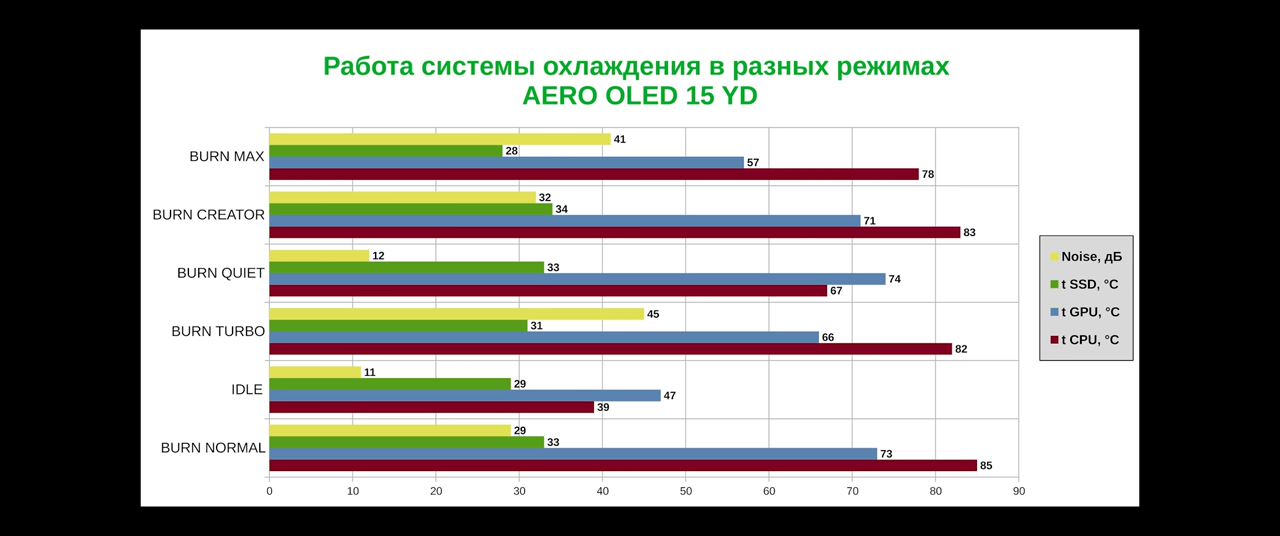 Работа системы охлаждения в разных режимах
AERO OLED 15 YD
BURN MAX
41
28
57
78
BURN CREATOR
32
34
71
83
BURN QUIET
12
33
74
67
BURN TURBO
45
31
66
82
IDLE
11
29
47
39
BURN NORMAL
29
33
73
85
0 10 20 30 40 50 60 70 80 90
Noise, дБ
t SSD, °C
t GPU, °C
t CPU, °C